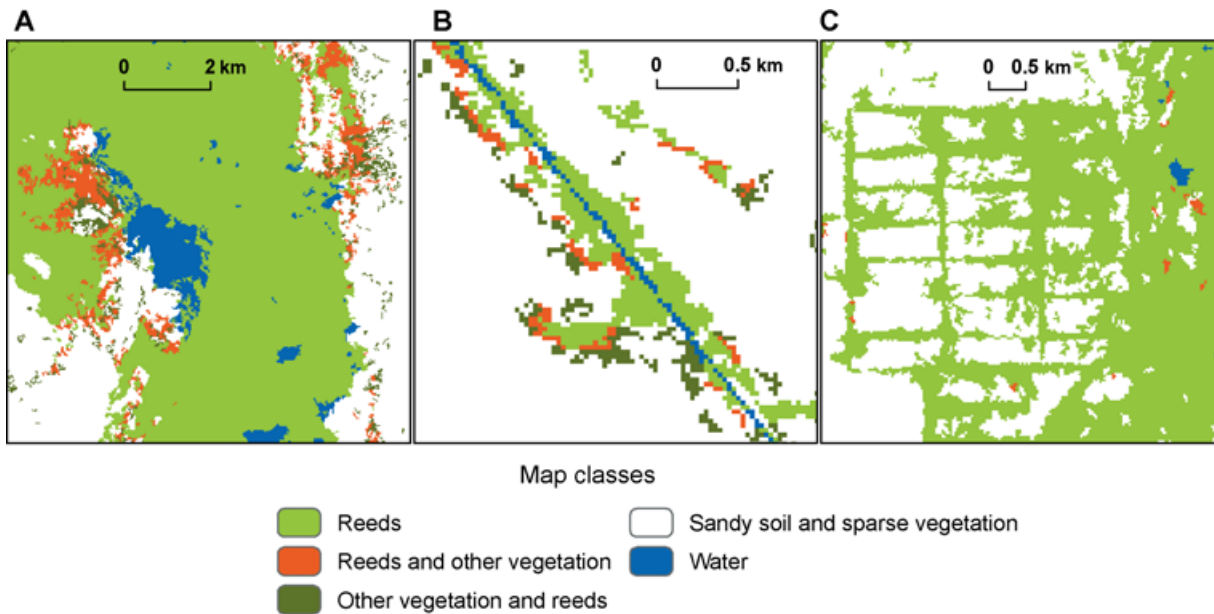 A
B
C
0 2 km
0 0.5 km
0 0.5 km
Map classes
Reeds
Sandy soil and sparse vegetation
Reeds and other vegetation
Water
Other vegetation and reeds